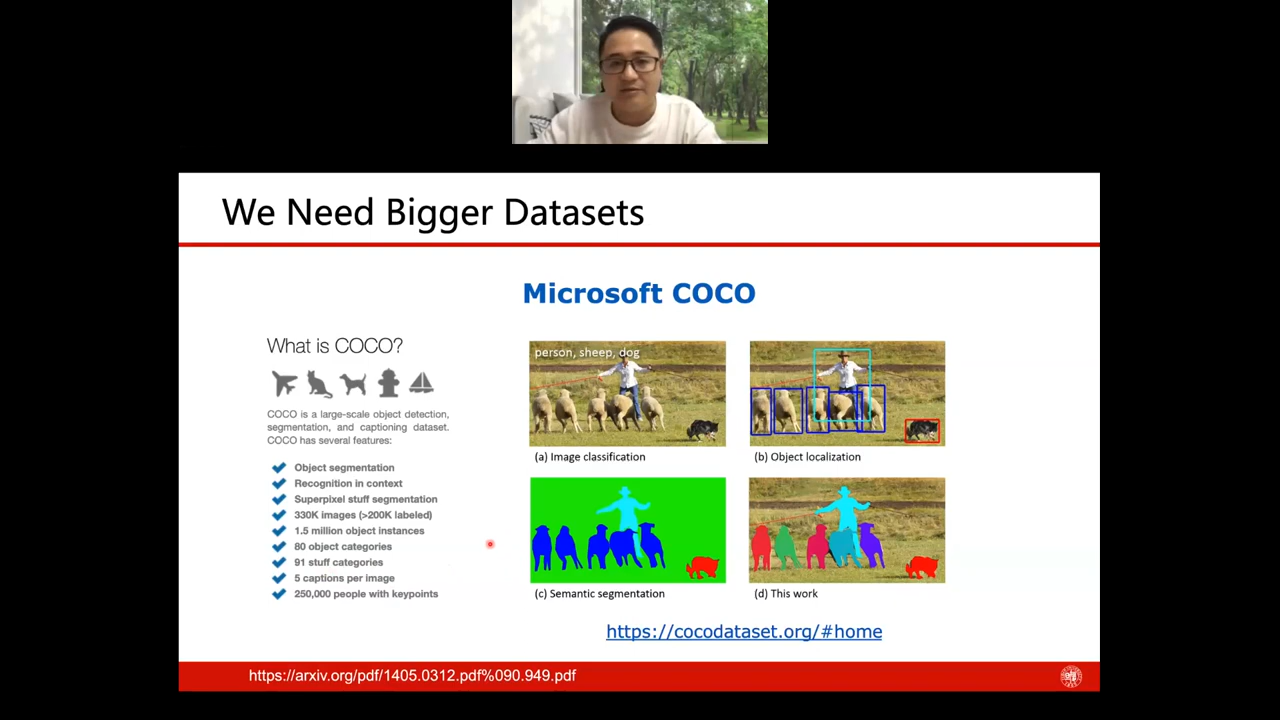 We Need Bigger Datasets
Microsoft COCO
What is COCO?
COCO is a large-scale object detection,
segmentation, and captioning dataset.
COCO has several features:
Object segmentation
Recognition in context
Superpixel stuff segmentation
330K images (>200K labeled)
1.5 million object instances
80 object categories
91 stuff categories
5 captions per image
250,000 people with keypoints
person, sheep, dog
(a) Image classification
(b) Object localization
(c) Semantic segmentation
(d) This work
https://cocodataset.org/#home
https://arxiv.org/pdf/1405.0312.pdf%090.949.pdf